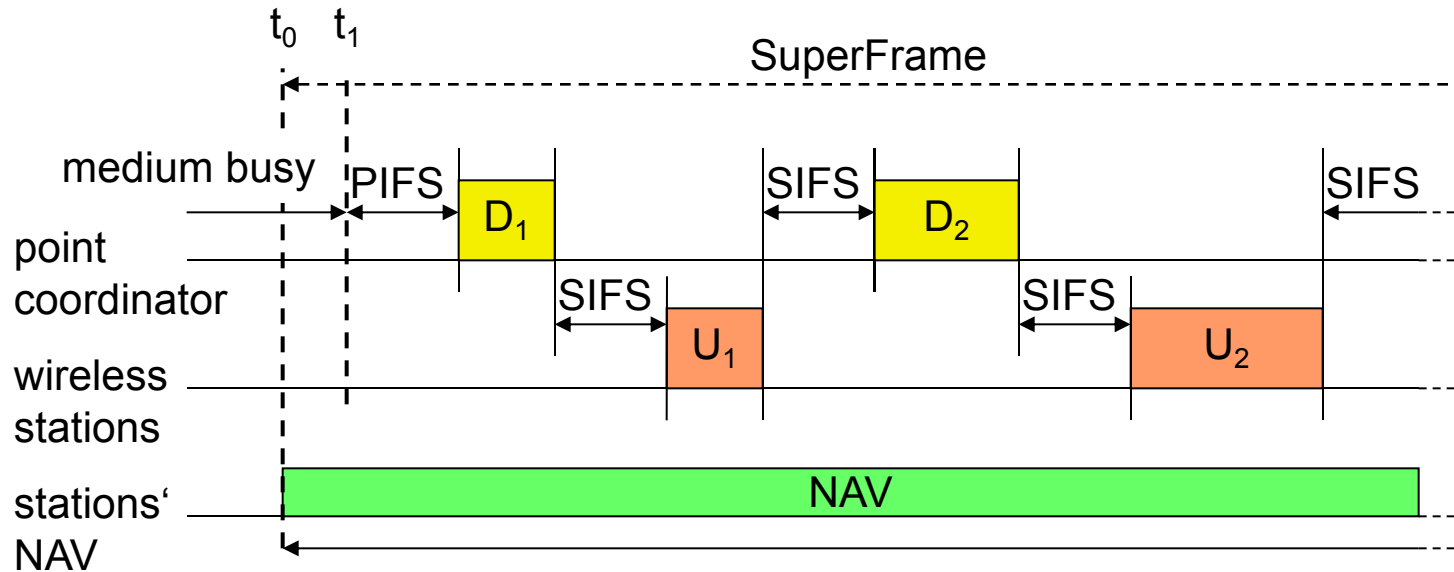 t₀ t₁
SuperFrame
medium busy
PIFS
D₁
SIFS
D₂
SIFS
point
coordinator
SIFS
U₁
SIFS
U₂
wireless
stations
stations‘
NAV
NAV